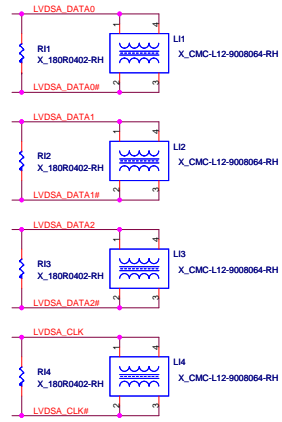 LVDSA_DATA0
1
4
LI1
RI1
X_180R0402-RH
X_CMC-L12-9008064-RH
2
3
LVDSA_DATA0#
LVDSA_DATA1
1
4
LI2
RI2
X_180R0402-RH
X_CMC-L12-9008064-RH
2
3
LVDSA_DATA1#
LVDSA_DATA2
1
4
LI3
RI3
X_180R0402-RH
X_CMC-L12-9008064-RH
2
3
LVDSA_DATA2#
LVDSA_CLK
1
4
LI4
RI4
X_180R0402-RH
X_CMC-L12-9008064-RH
2
3
LVDSA_CLK#